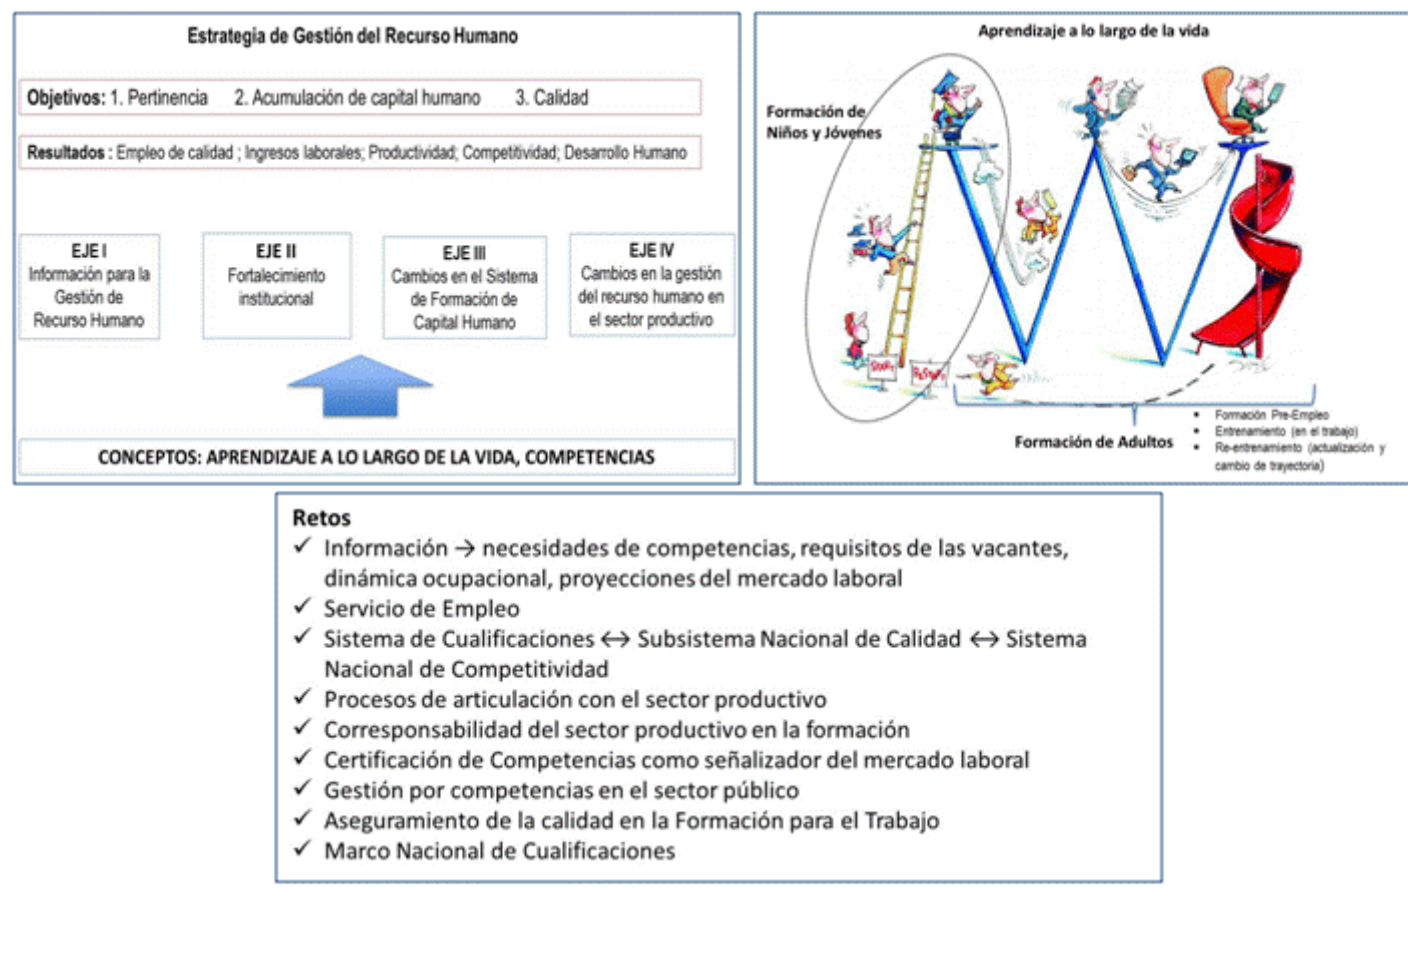 Estrategia de Gestión del Recurso Humano
Objetivos: 1. Pertinencia 2. Acumulación de capital humano 3. Calidad
Resultados : Empleo de calidad ; Ingresos laborales; Productividad; Competitividad; Desarrollo Humano
EJE I
Información para la
Gestión de
Recurso Humano
EJE II
Fortalecimiento
institucional
EJE III
Cambios en el Sistema
de Formación de
Capital Humano
EJE IV
Cambios en la gestión
del recurso humano en
el sector productivo
CONCEPTOS: APRENDIZAJE A LO LARGO DE LA VIDA, COMPETENCIAS
Aprendizaje a lo largo de la vida
Formación de
Niños y Jóvenes
START
RESTART
Formación de Adultos
▪ Formación Pre-Empleo
▪ Entrenamiento (en el trabajo)
▪ Re-entrenamiento (actualización y
cambio de trayectoria)
Retos
✓ Información → necesidades de competencias, requisitos de las vacantes,
dinámica ocupacional, proyecciones del mercado laboral
✓ Servicio de Empleo
✓ Sistema de Cualificaciones ↔ Subsistema Nacional de Calidad ↔ Sistema
Nacional de Competitividad
✓ Procesos de articulación con el sector productivo
✓ Corresponsabilidad del sector productivo en la formación
✓ Certificación de Competencias como señalizador del mercado laboral
✓ Gestión por competencias en el sector público
✓ Aseguramiento de la calidad en la Formación para el Trabajo
✓ Marco Nacional de Cualificaciones